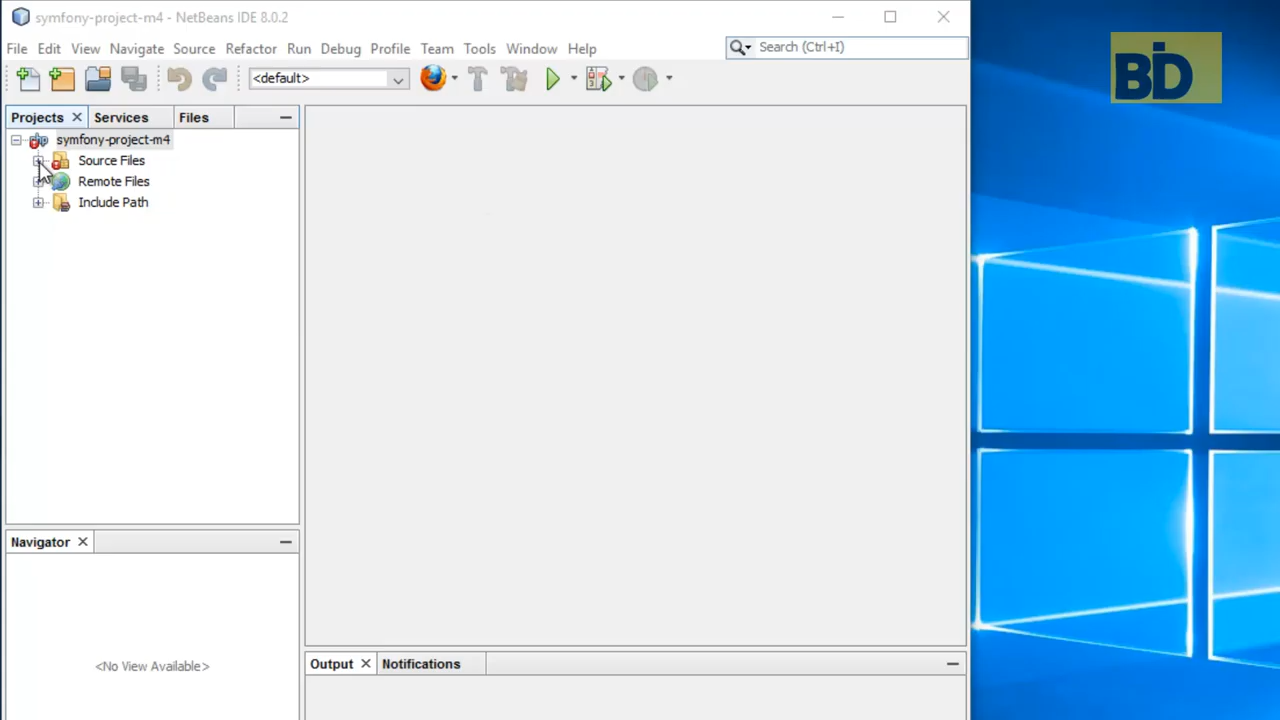 symfony-project-m4 - NetBeans IDE 8.0.2
File Edit View Navigate Source Refactor Run Debug Profile Team Tools Window Help
Search (Ctrl+I)
<default>
Projects Services Files
symfony-project-m4
Source Files
Remote Files
Include Path
Navigator
<No View Available>
Output Notifications
BID